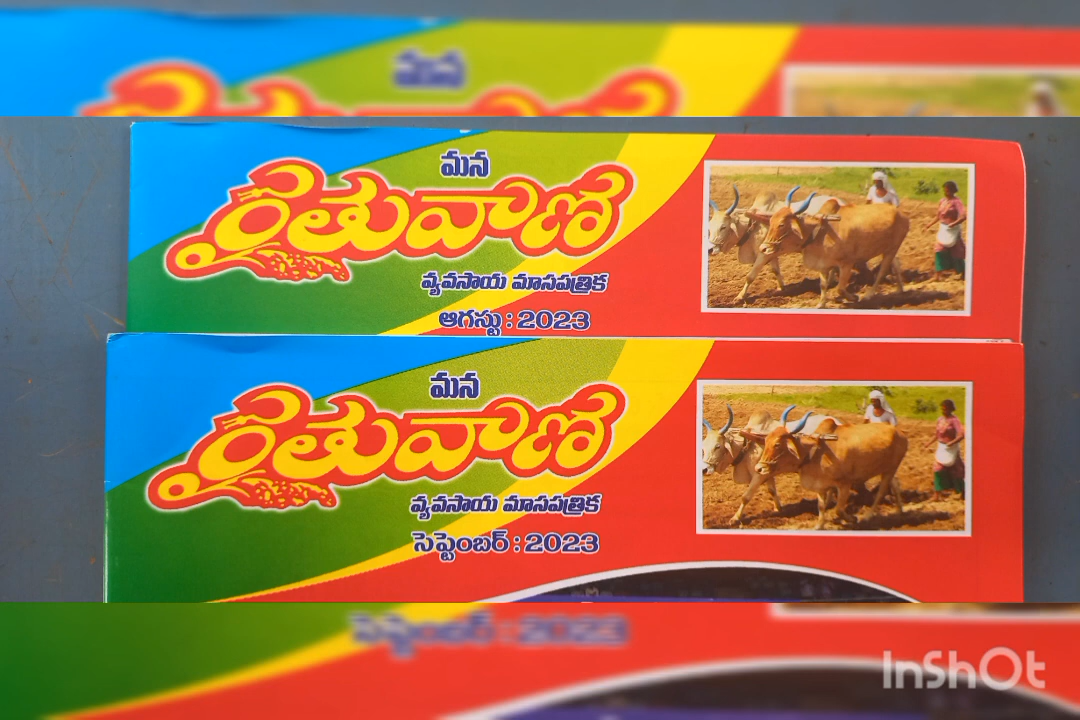 మన
రైతువాణి
వ్యవసాయ మాసపత్రిక
ఆగస్టు : 2023
మన
రైతువాణి
వ్యవసాయ మాసపత్రిక
సెప్టెంబర్ : 2023
InShOt